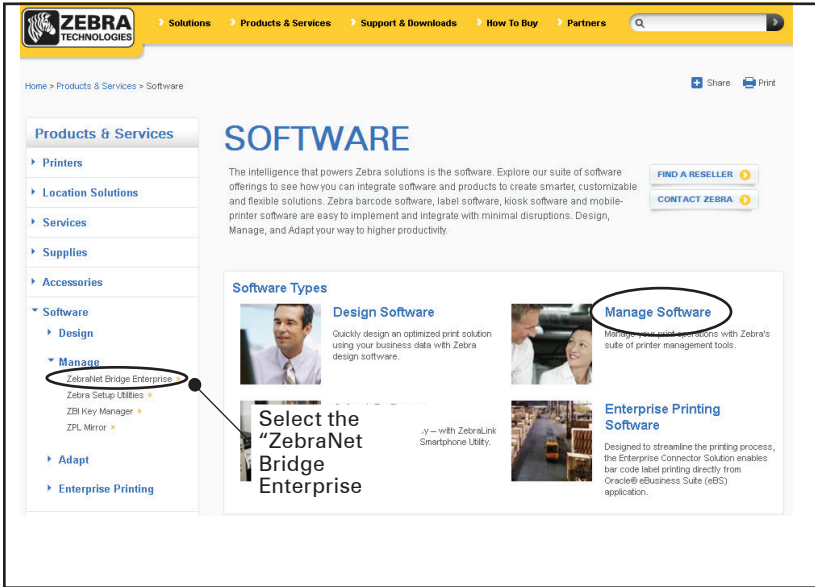 ZEBRA
TECHNOLOGIES
Solutions
Products & Services
Support & Downloads
How To Buy
Partners
Home » Products & Services » Software
Share
Print
Products & Services
Printers
Location Solutions
Services
Supplies
Accessories
Software
Design
Manage
ZebraNet Bridge Enterprise »
Zebra Setup Utilities »
ZBI Key Manager »
ZPL Mirror »
Adapt
Enterprise Printing
SOFTWARE
The intelligence that powers Zebra solutions is the software. Explore our suite of software
offerings to see how you can integrate software and products to create smarter, customizable
and flexible solutions. Zebra barcode software, label software, kiosk software and mobile-
printer software are easy to implement and integrate with minimal disruptions. Design,
Manage, and Adapt your way to higher productivity.
FIND A RESELLER
CONTACT ZEBRA
Software Types
Design Software
Quickly design an optimized print solution
using your business data with Zebra
design software.
Manage Software
Manage your print operations with Zebra's
suite of printer management tools.
Select the
"ZebraNet
Bridge
Enterprise
y – with ZebraLink
Smartphone Utility.
Enterprise Printing
Software
Designed to streamline the printing process,
the Enterprise Connector Solution enables
bar code label printing directly from
Oracle® eBusiness Suite (eBS)
application.